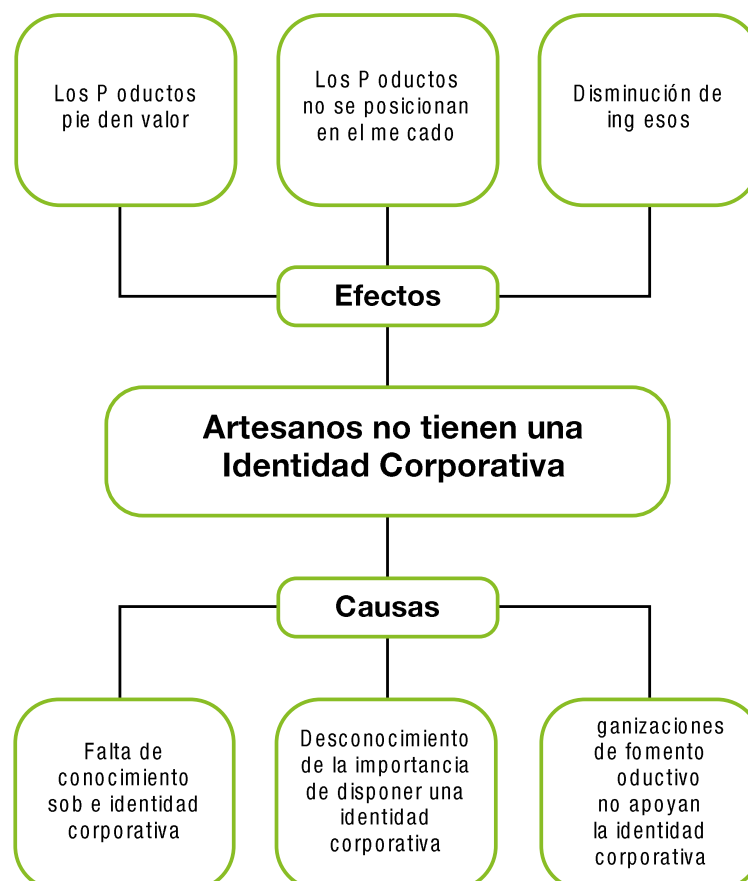 Los P oductos
pie den valor
Los P oductos
no se posicionan
en el me cado
Disminución de
ing esos
Efectos
Artesanos no tienen una
Identidad Corporativa
Causas
Falta de
conocimiento
sob e identidad
corporativa
Desconocimiento
de la importancia
de disponer una
identidad
corporativa
ganizaciones
de fomento
oductivo
no apoyan
la identidad
corporativa